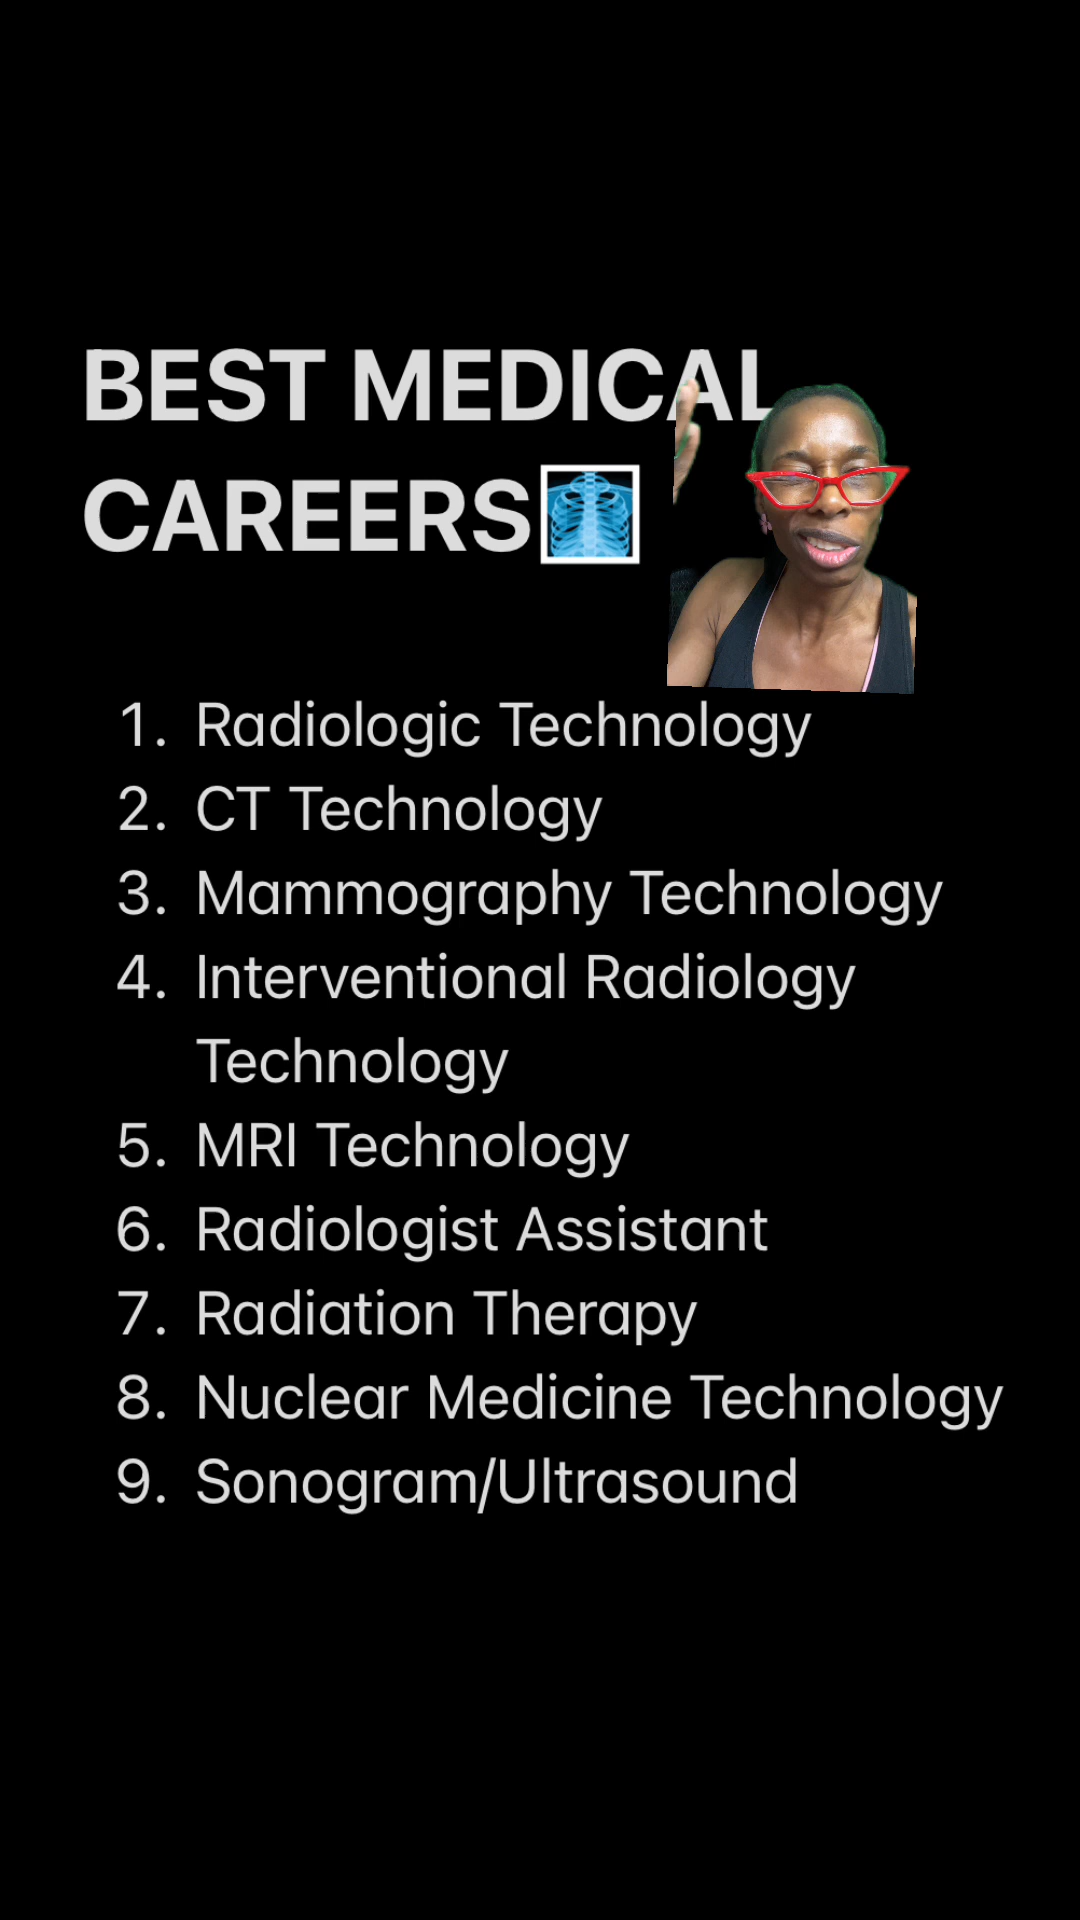 BEST MEDICAL
CAREERS🩻
1. Radiologic Technology
2. CT Technology
3. Mammography Technology
4. Interventional Radiology
Technology
5. MRI Technology
6. Radiologist Assistant
7. Radiation Therapy
8. Nuclear Medicine Technology
9. Sonogram/Ultrasound